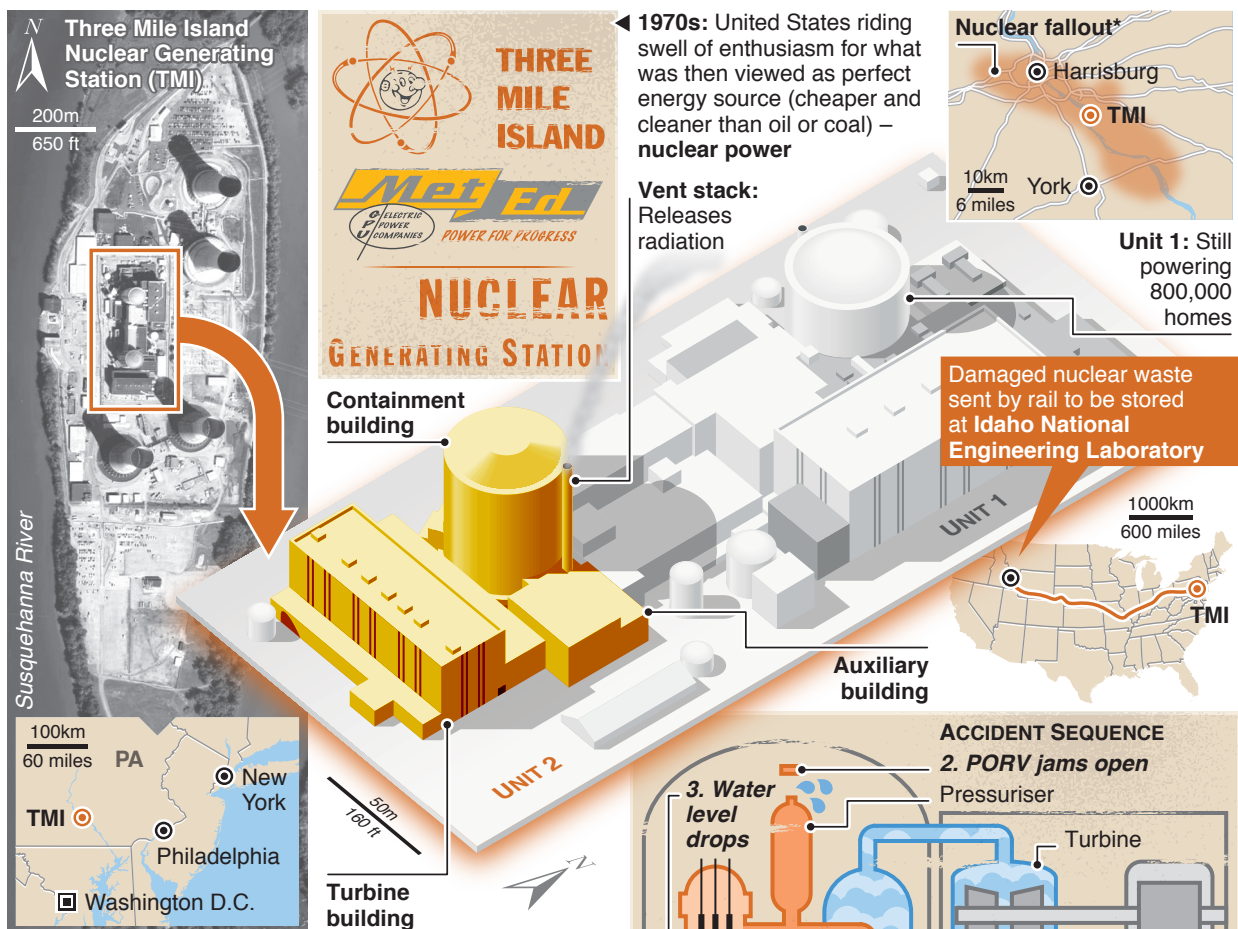 N
Three Mile Island
Nuclear Generating
Station (TMI)
200m
650 ft
Susquehanna River
100km
60 miles
PA
New
York
TMI
Philadelphia
Washington D.C.
THREE
MILE
ISLAND
Met Ed
GPU
ELECTRIC
POWER
COMPANIES
POWER FOR PROGRESS
NUCLEAR
GENERATING STATION
1970s: United States riding
swell of enthusiasm for what
was then viewed as perfect
energy source (cheaper and
cleaner than oil or coal) –
nuclear power
Vent stack:
Releases
radiation
Nuclear fallout*
Harrisburg
TMI
10km
6 miles
York
Unit 1: Still
powering
800,000
homes
Containment
building
Damaged nuclear waste
sent by rail to be stored
at Idaho National
Engineering Laboratory
1000km
600 miles
TMI
UNIT 1
Auxiliary
building
UNIT 2
50m
160 ft
N
Turbine
building
ACCIDENT SEQUENCE
2. PORV jams open
Pressuriser
3. Water
level
drops
Turbine